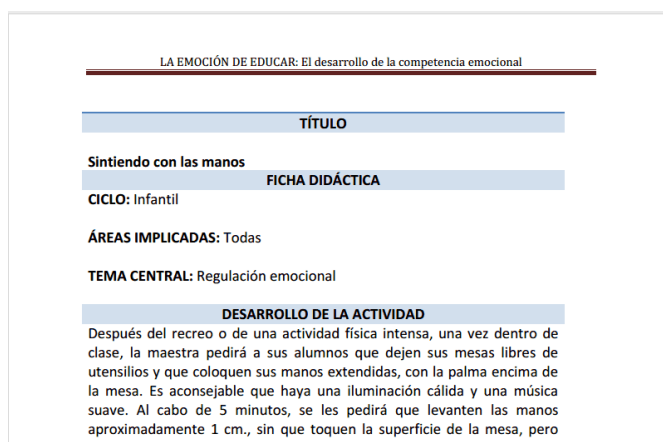 LA EMOCIÓN DE EDUCAR: El desarrollo de la competencia emocional
TÍTULO
Sintiendo con las manos
FICHA DIDÁCTICA
CICLO: Infantil
ÁREAS IMPLICADAS: Todas
TEMA CENTRAL: Regulación emocional
DESARROLLO DE LA ACTIVIDAD
Después del recreo o de una actividad física intensa, una vez dentro de
clase, la maestra pedirá a sus alumnos que dejen sus mesas libres de
utensilios y que coloquen sus manos extendidas, con la palma encima de
la mesa. Es aconsejable que haya una iluminación cálida y una música
suave. Al cabo de 5 minutos, se les pedirá que levanten las manos
aproximadamente 1 cm., sin que toquen la superficie de la mesa, pero